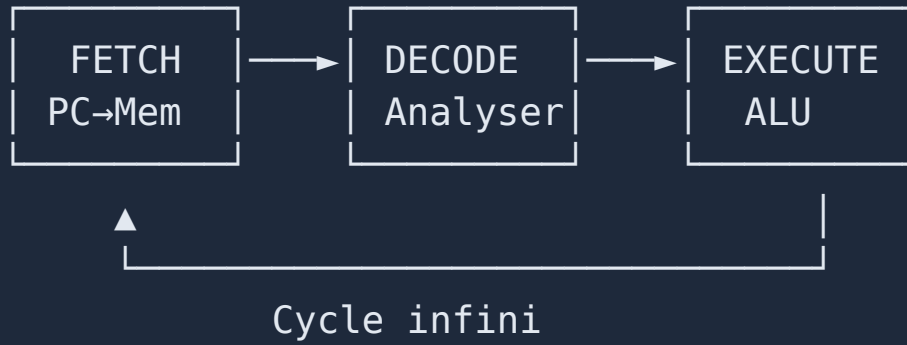 FETCH DECODE EXECUTE
PC→Mem Analyser ALU
Cycle infini